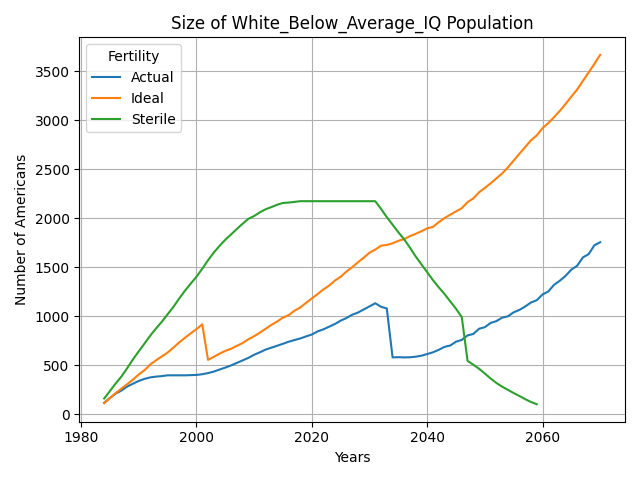 Size of White_Below_Average_IQ Population
Fertility
Actual
Ideal
Sterile
Number of Americans
3500
3000
2500
2000
1500
1000
500
0
1980
2000
2020
2040
2060
Years